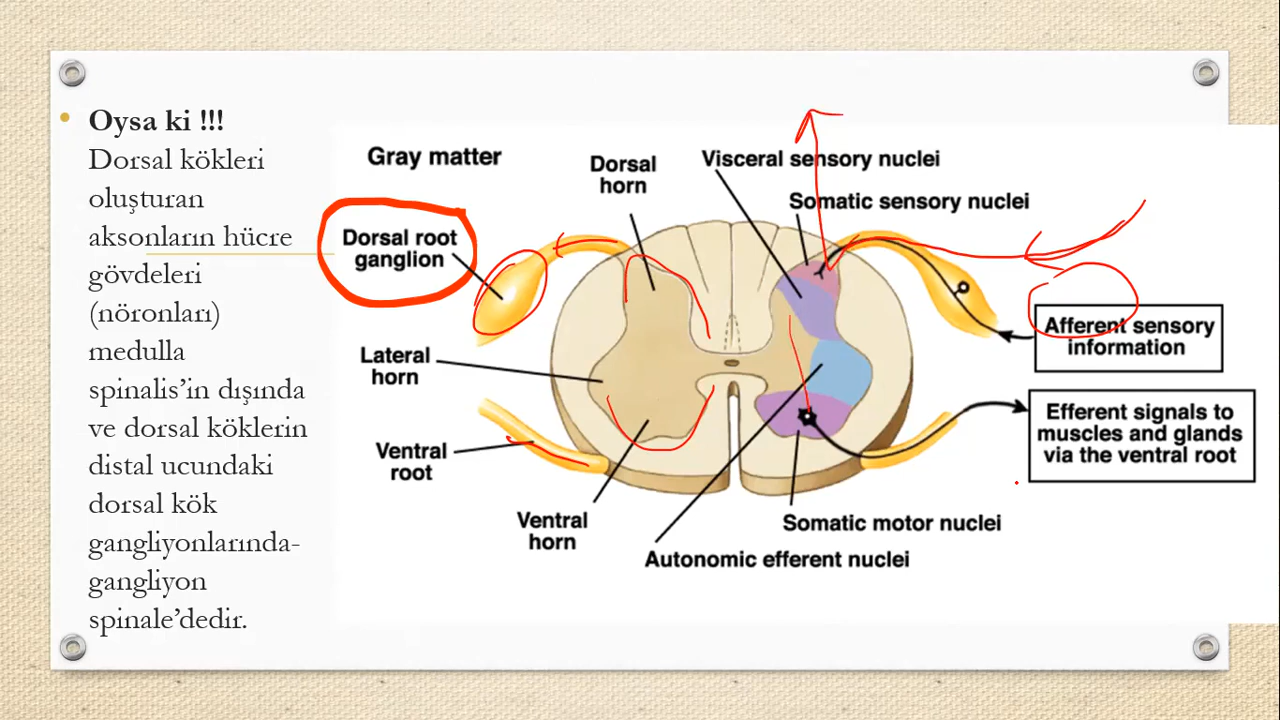 Oysa ki !!!
Dorsal kökleri
oluşturan
aksonların hücre
gövdeleri
(nöronları)
medulla
spinalis’in dışında
ve dorsal köklerin
distal ucundaki
dorsal kök
gangliyonlarında-
gangliyon
spinale’dedir.
Gray matter
Dorsal
horn
Visceral sensory nuclei
Somatic sensory nuclei
Dorsal root
ganglion
Afferent sensory
information
Lateral
horn
Efferent signals to
muscles and glands
via the ventral root
Ventral
root
Ventral
horn
Somatic motor nuclei
Autonomic efferent nuclei